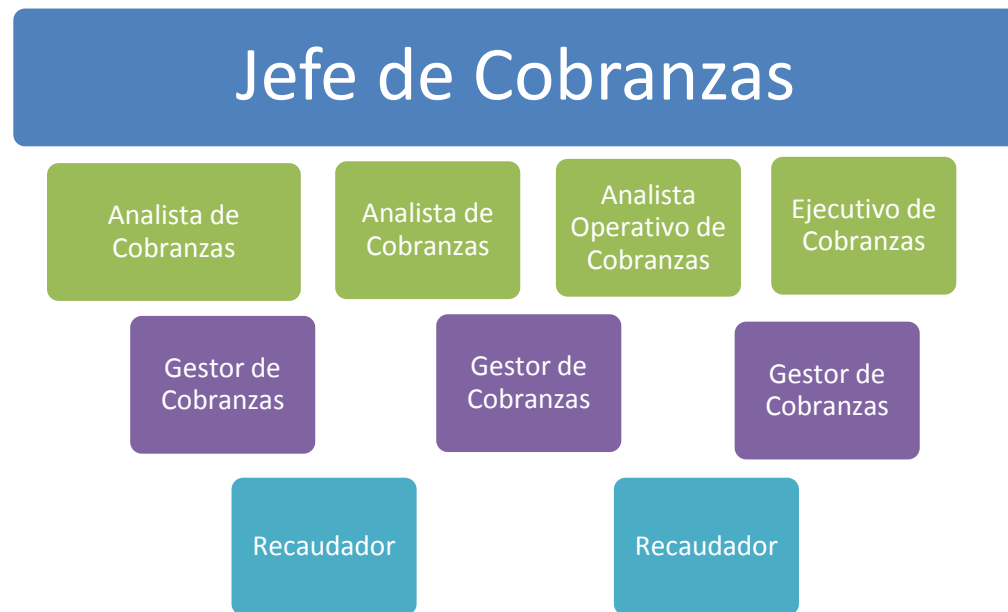 Jefe de Cobranzas
Analista de
Cobranzas
Analista de
Cobranzas
Analista
Operativo de
Cobranzas
Ejecutivo de
Cobranzas
Gestor de
Cobranzas
Gestor de
Cobranzas
Gestor de
Cobranzas
Recaudador
Recaudador